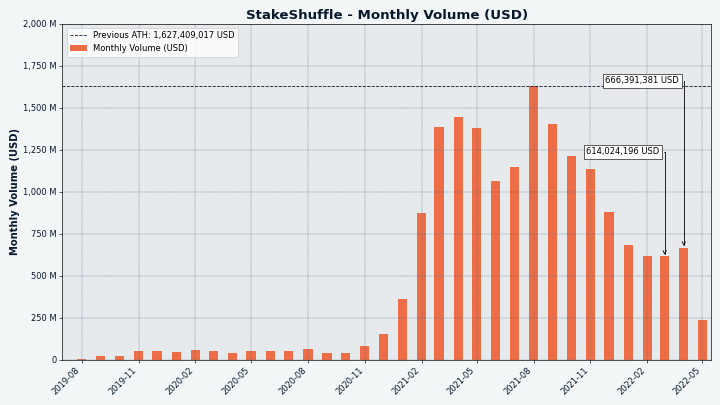 StakeShuffle - Monthly Volume (USD)
Previous ATH: 1,627,409,017 USD
Monthly Volume (USD)
Monthly Volume (USD)
2,000 M
1,750 M
1,500 M
1,250 M
1,000 M
750 M
500 M
250 M
0
666,391,381 USD
614,024,196 USD
2019-08
2019-11
2020-02
2020-05
2020-08
2020-11
2021-02
2021-05
2021-08
2021-11
2022-02
2022-05